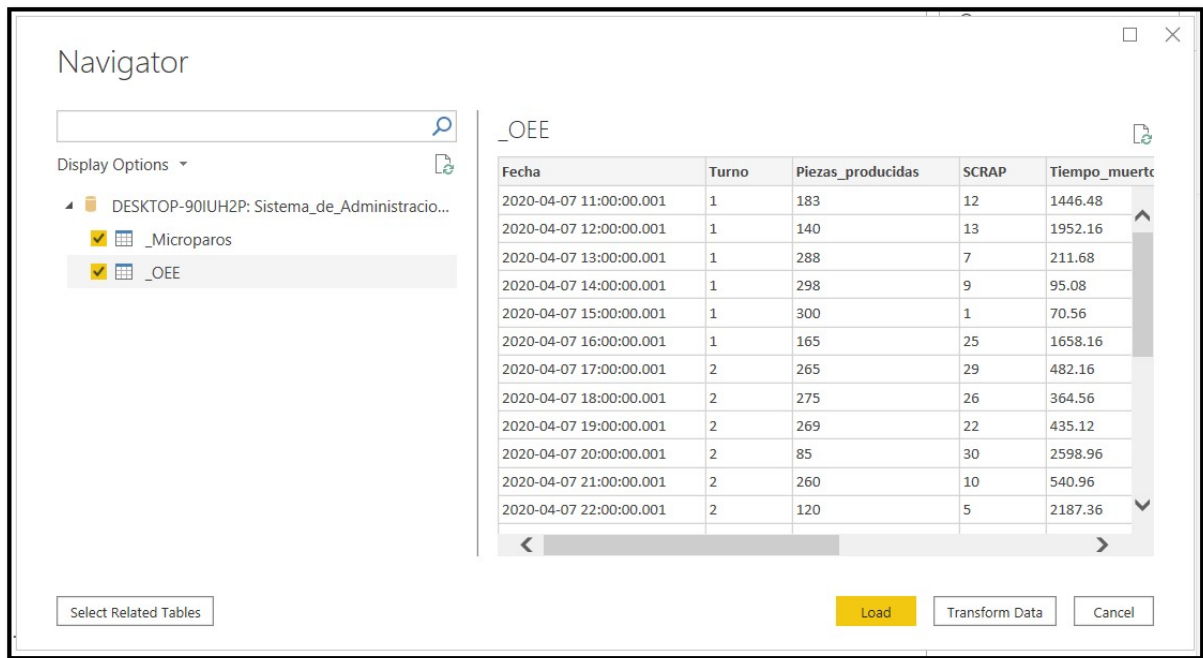 Navigator
Display Options
DESKTOP-90IUH2P: Sistema_de_Administracio...
_Microparos
_OEE
_OEE
Fecha Turno Piezas_producidas SCRAP Tiempo_muerto
2020-04-07 11:00:00.001 1 183 12 1446.48
2020-04-07 12:00:00.001 1 140 13 1952.16
2020-04-07 13:00:00.001 1 288 7 211.68
2020-04-07 14:00:00.001 1 298 9 95.08
2020-04-07 15:00:00.001 1 300 1 70.56
2020-04-07 16:00:00.001 1 165 25 1658.16
2020-04-07 17:00:00.001 2 265 29 482.16
2020-04-07 18:00:00.001 2 275 26 364.56
2020-04-07 19:00:00.001 2 269 22 435.12
2020-04-07 20:00:00.001 2 85 30 2598.96
2020-04-07 21:00:00.001 2 260 10 540.96
2020-04-07 22:00:00.001 2 120 5 2187.36
Select Related Tables Load Transform Data Cancel